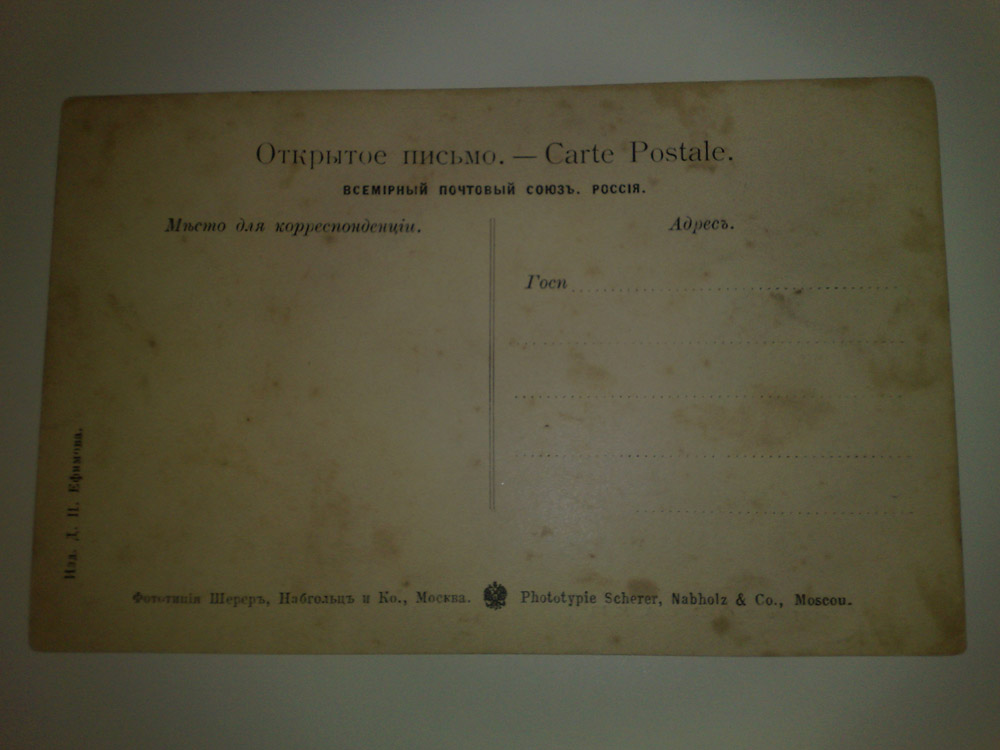 Открытое письмо. — Carte Postale.
ВСЕМІРНЫЙ ПОЧТОВЫЙ СОЮЗЪ. РОССІЯ.
Мѣсто для корреспонденціи.
Адресъ.
Госп
Изд. Д. П. Ефимова.
Фототипія Шереръ, Набгольцъ и Ко., Москва.
Phototypie Scherer, Nabholz & Co., Moscou.